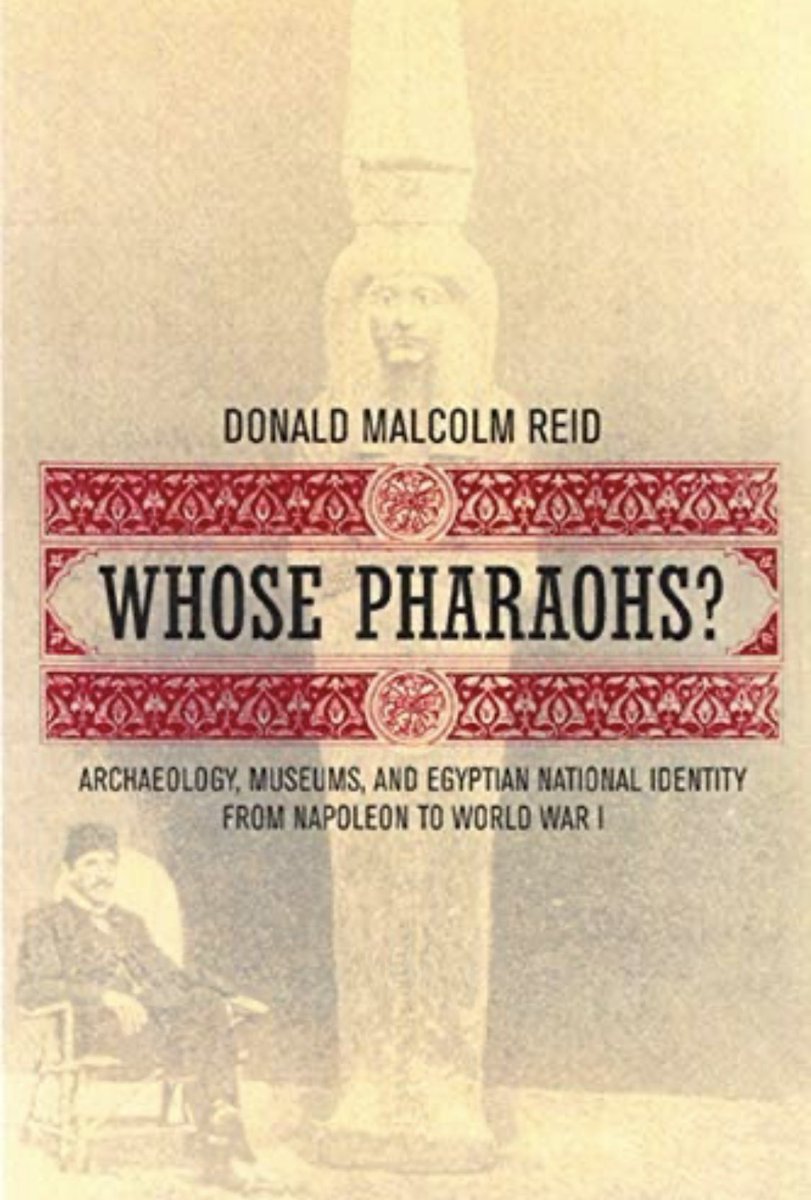 DONALD MALCOLM REID
WHOSE PHARAOHS?
ARCHAEOLOGY, MUSEUMS, AND EGYPTIAN NATIONAL IDENTITY
FROM NAPOLEON TO WORLD WAR I